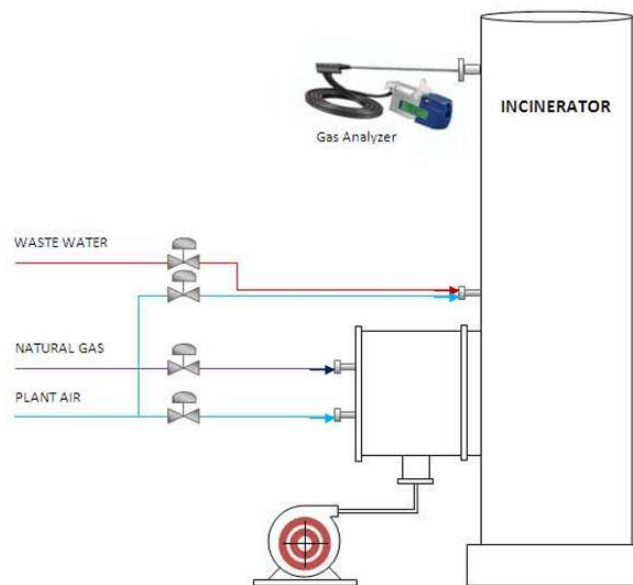 INCINERATOR
Gas Analyzer
WASTE WATER
NATURAL GAS
PLANT AIR